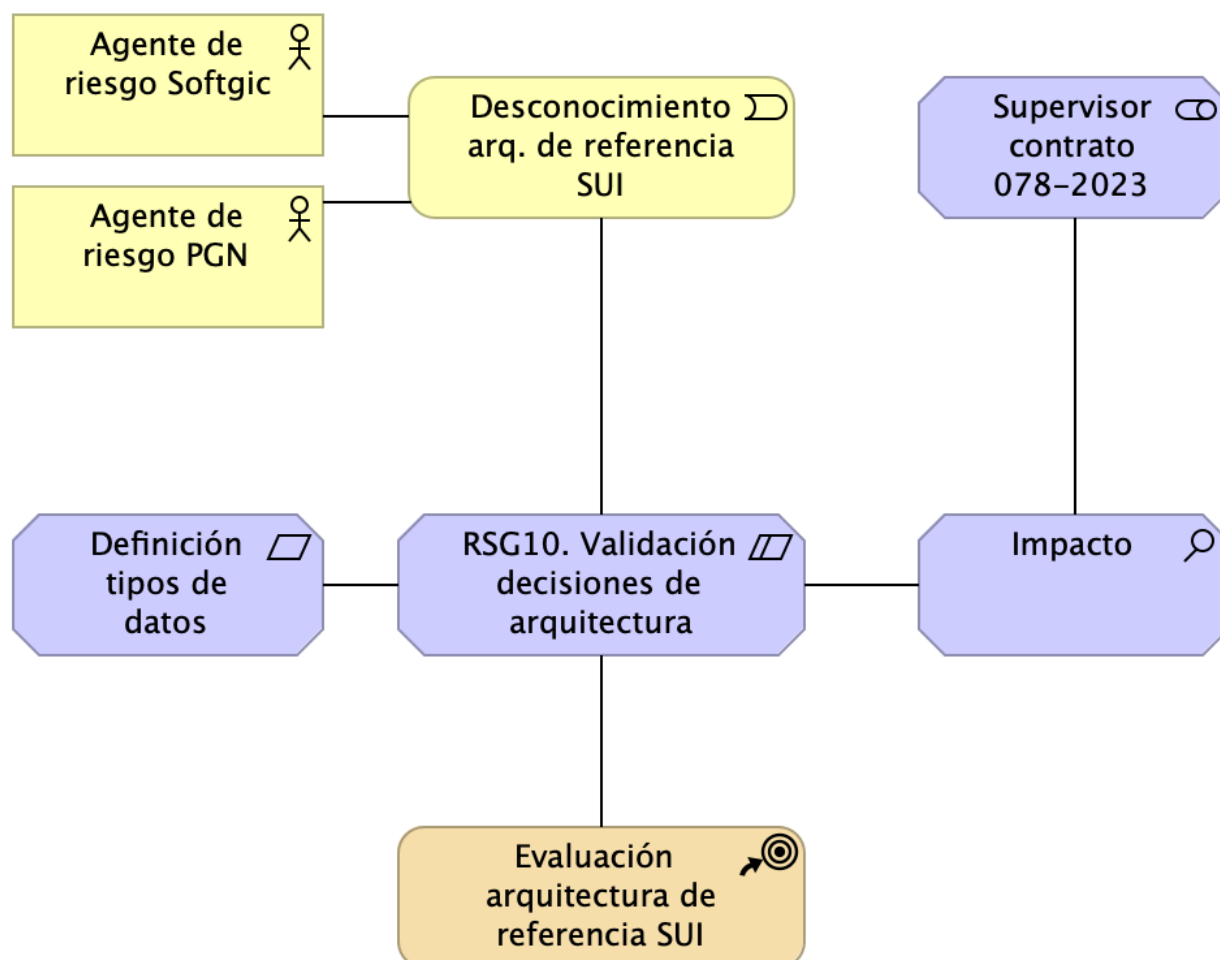 Agente de
riesgo Softgic
Desconocimiento
arq. de referencia
SUI
Supervisor
contrato
078-2023
Agente de
riesgo PGN
Definición
tipos de
datos
RSG10. Validación
decisiones de
arquitectura
Impacto
Evaluación
arquitectura de
referencia SUI